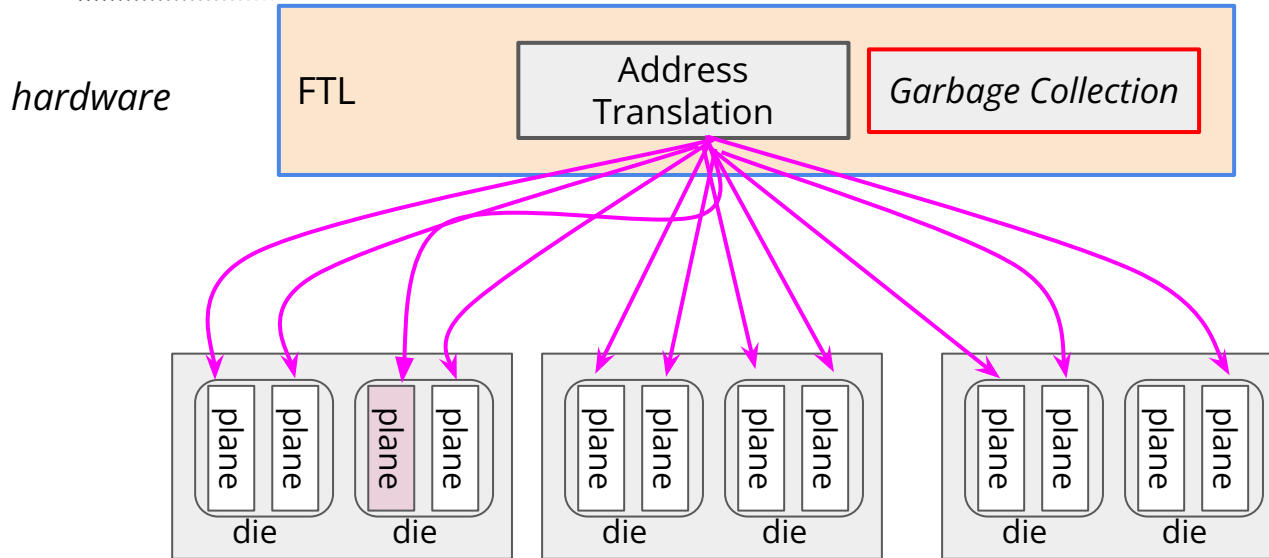 hardware
FTL
Address
Translation
Garbage Collection
plane
plane
plane
plane
plane
plane
plane
plane
plane
plane
plane
plane
die
die
die
die
die
die